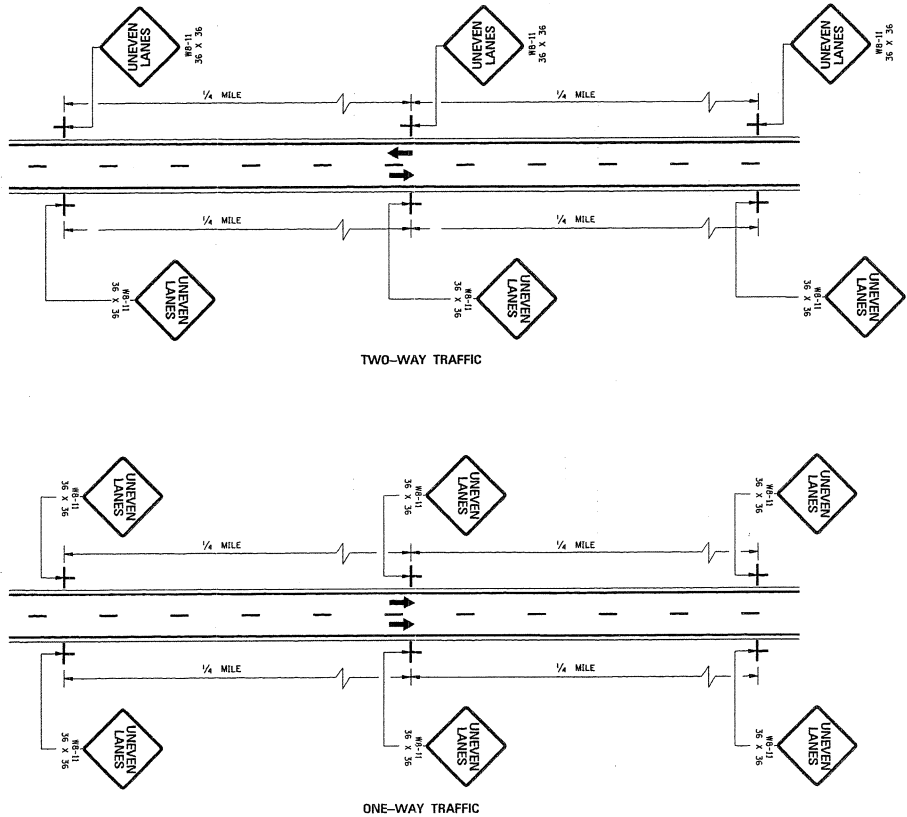 UNEVEN
LANES
W8-11
36 X 36
UNEVEN
LANES
W8-11
36 X 36
UNEVEN
LANES
W8-11
36 X 36
1/4 MILE
1/4 MILE
1/4 MILE
1/4 MILE
W8-11
36 X 36
UNEVEN
LANES
W8-11
36 X 36
UNEVEN
LANES
W8-11
36 X 36
UNEVEN
LANES
TWO-WAY TRAFFIC
W8-11
36 X 36
UNEVEN
LANES
W8-11
36 X 36
UNEVEN
LANES
W8-11
36 X 36
UNEVEN
LANES
1/4 MILE
1/4 MILE
1/4 MILE
1/4 MILE
W8-11
36 X 36
UNEVEN
LANES
W8-11
36 X 36
UNEVEN
LANES
W8-11
36 X 36
UNEVEN
LANES
ONE-WAY TRAFFIC